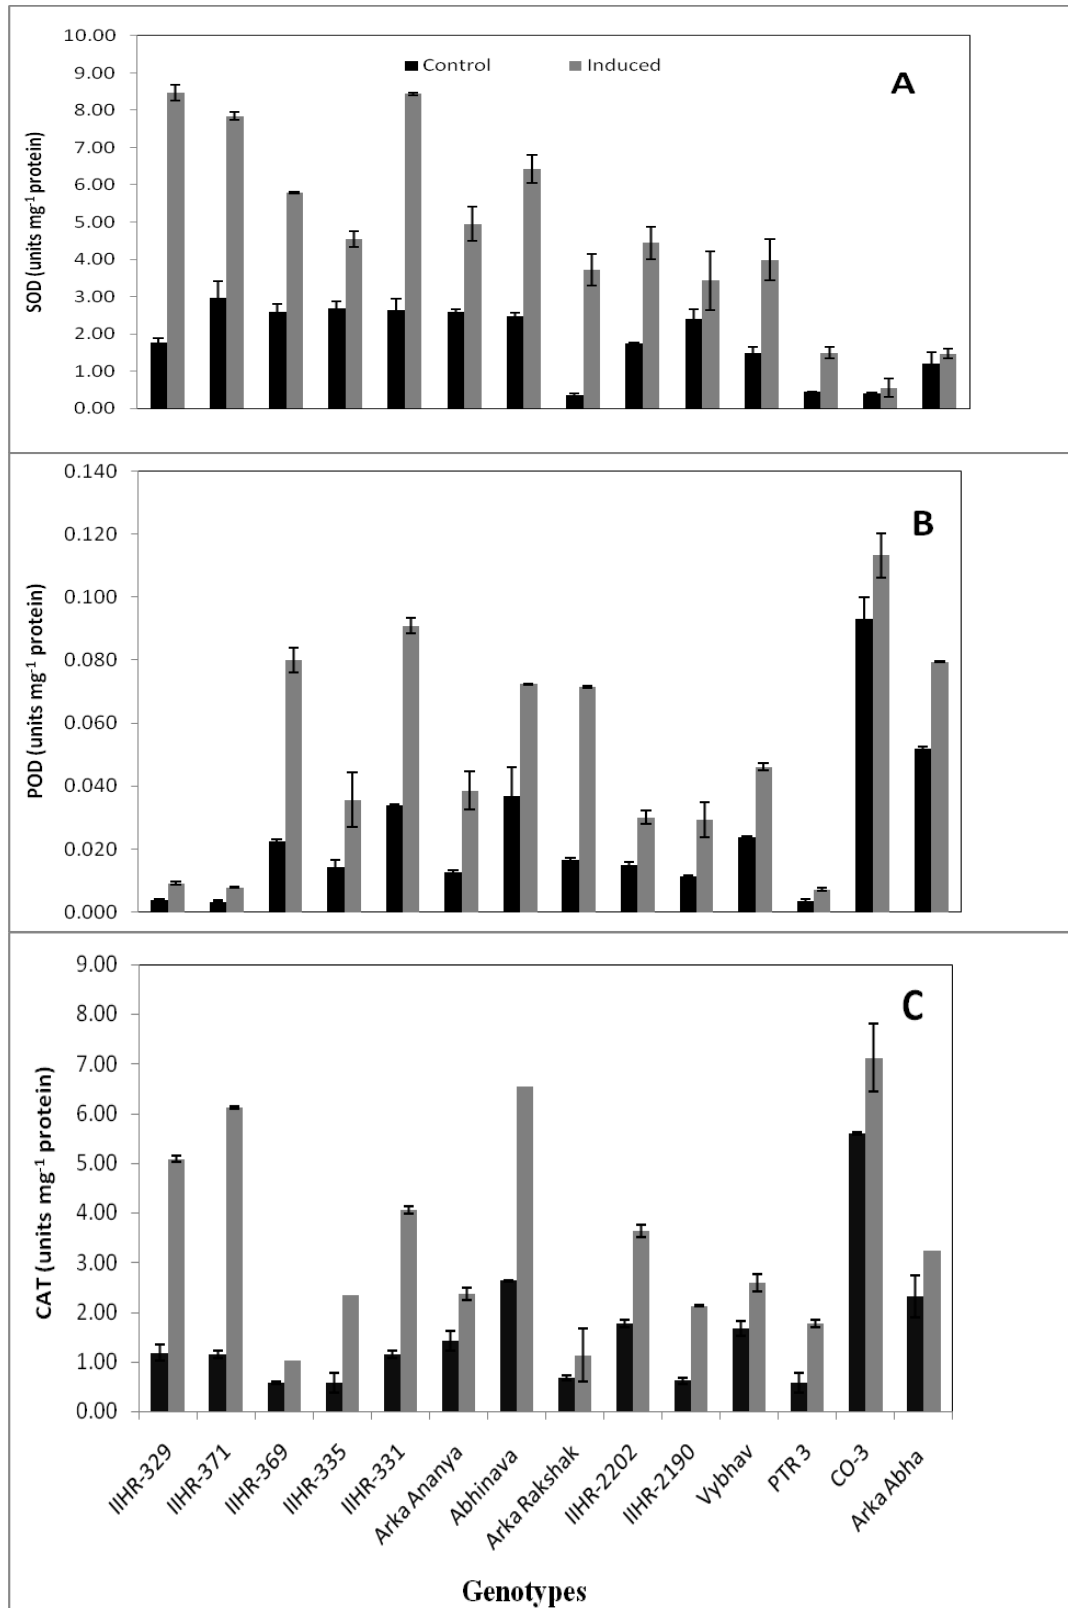 10.00
9.00
8.00
7.00
6.00
5.00
4.00
3.00
2.00
1.00
0.00
SOD (units mg⁻¹ protein)
Control Induced
A
0.140
0.120
0.100
0.080
0.060
0.040
0.020
0.000
POD (units mg⁻¹ protein)
B
9.00
8.00
7.00
6.00
5.00
4.00
3.00
2.00
1.00
0.00
CAT (units mg⁻¹ protein)
C
IIHR-329
IIHR-371
IIHR-369
IIHR-335
IIHR-331
Arka Ananya
Abhinava
Arka Rakshak
IIHR-2202
IIHR-2190
Vybhav
PTR 3
CO-3
Arka Abha
Genotypes